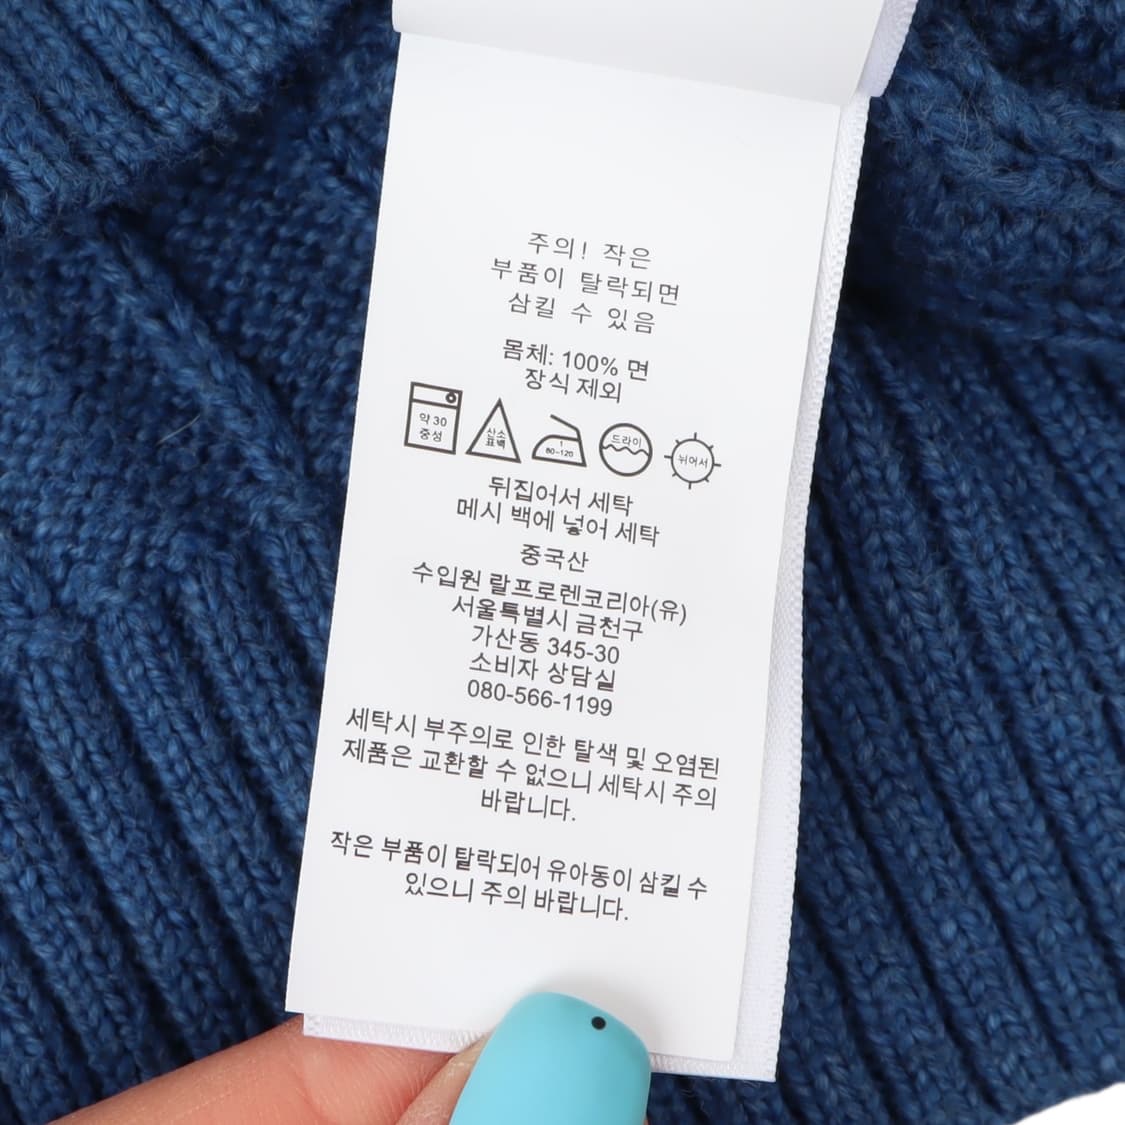 주의! 작은
부품이 탈락되면
삼킬 수 있음
몸체: 100% 면
장식 제외
약 30
중성
산소
표백
1
80~120
드라이
뉘어서
뒤집어서 세탁
메시 백에 넣어 세탁
중국산
수입원 랄프로렌코리아(유)
서울특별시 금천구
가산동 345-30
소비자 상담실
080-566-1199
세탁시 부주의로 인한 탈색 및 오염된
제품은 교환할 수 없으니 세탁시 주의
바랍니다.
작은 부품이 탈락되어 유아동이 삼킬 수
있으니 주의 바랍니다.